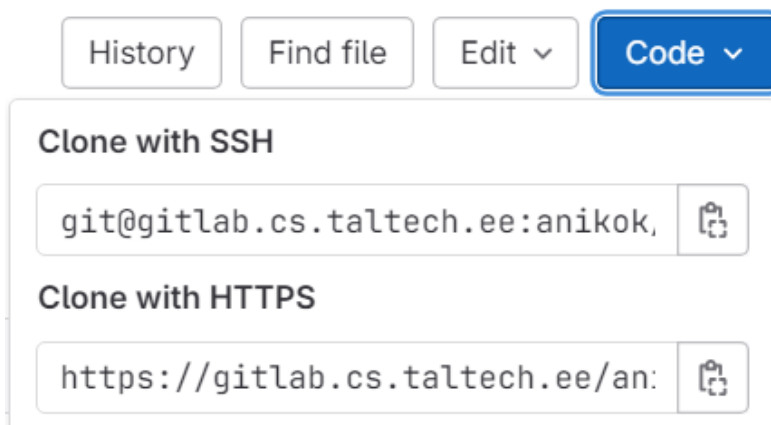 History Find file Edit Code
Clone with SSH
git@gitlab.cs.taltech.ee:anikok
Clone with HTTPS
https://gitlab.cs.taltech.ee/an